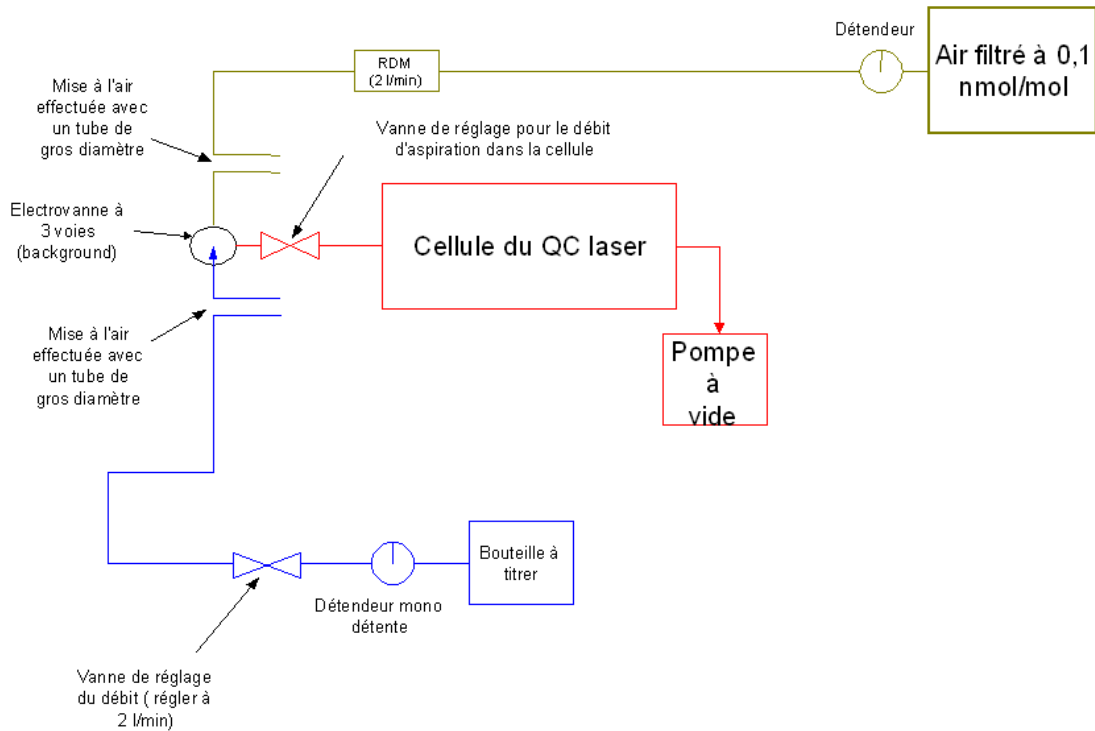 Détendeur
Air filtré à 0,1
nmol/mol
RDM
(2 l/min)
Mise à l'air
effectuée avec
un tube de
gros diamètre
Vanne de réglage pour le débit
d'aspiration dans la cellule
Electrovanne à
3 voies
(background)
Cellule du QC laser
Mise à l'air
effectuée avec
un tube de
gros diamètre
Pompe
à
vide
Bouteille à
titrer
Détendeur mono
détente
Vanne de réglage
du débit ( régler à
2 l/min)